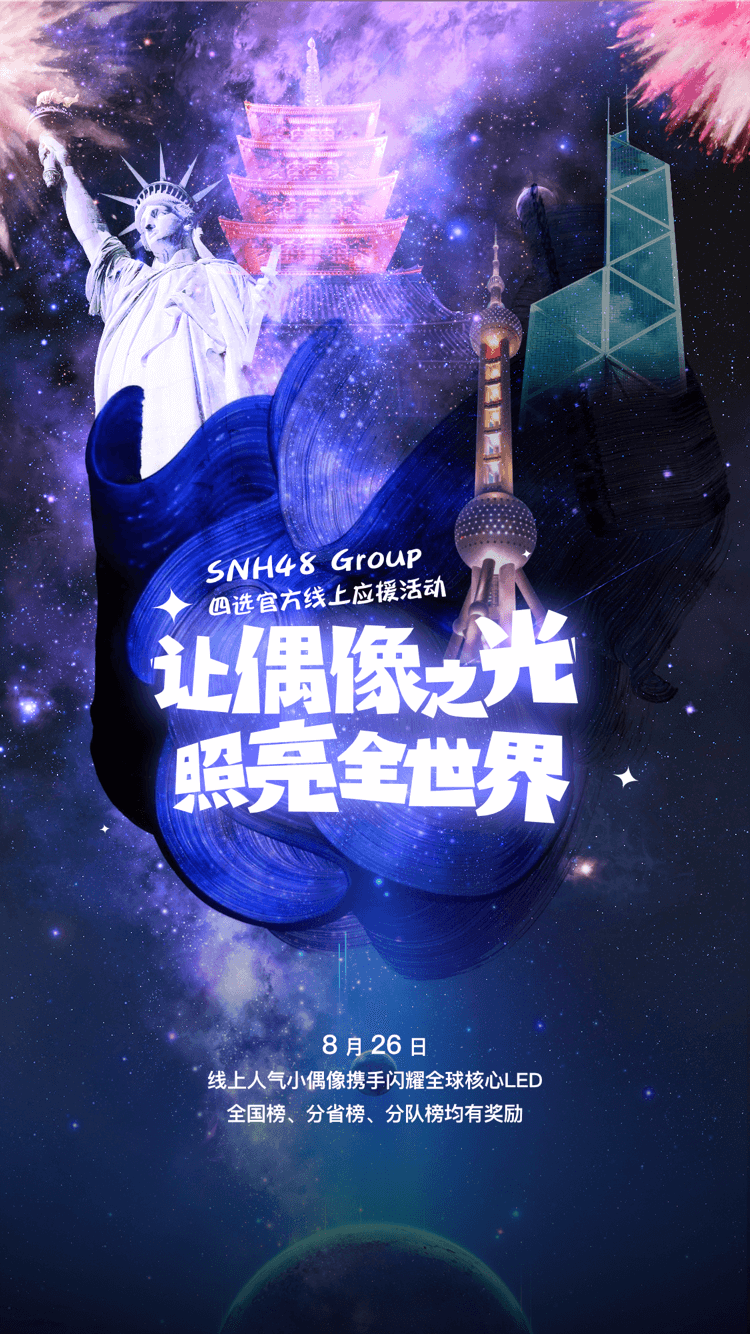 SNH48 Group
四选官方线上应援活动
让偶像之光
照亮全世界
8月26日
线上人气小偶像携手闪耀全球核心LED
全国榜、分省榜、分队榜均有奖励